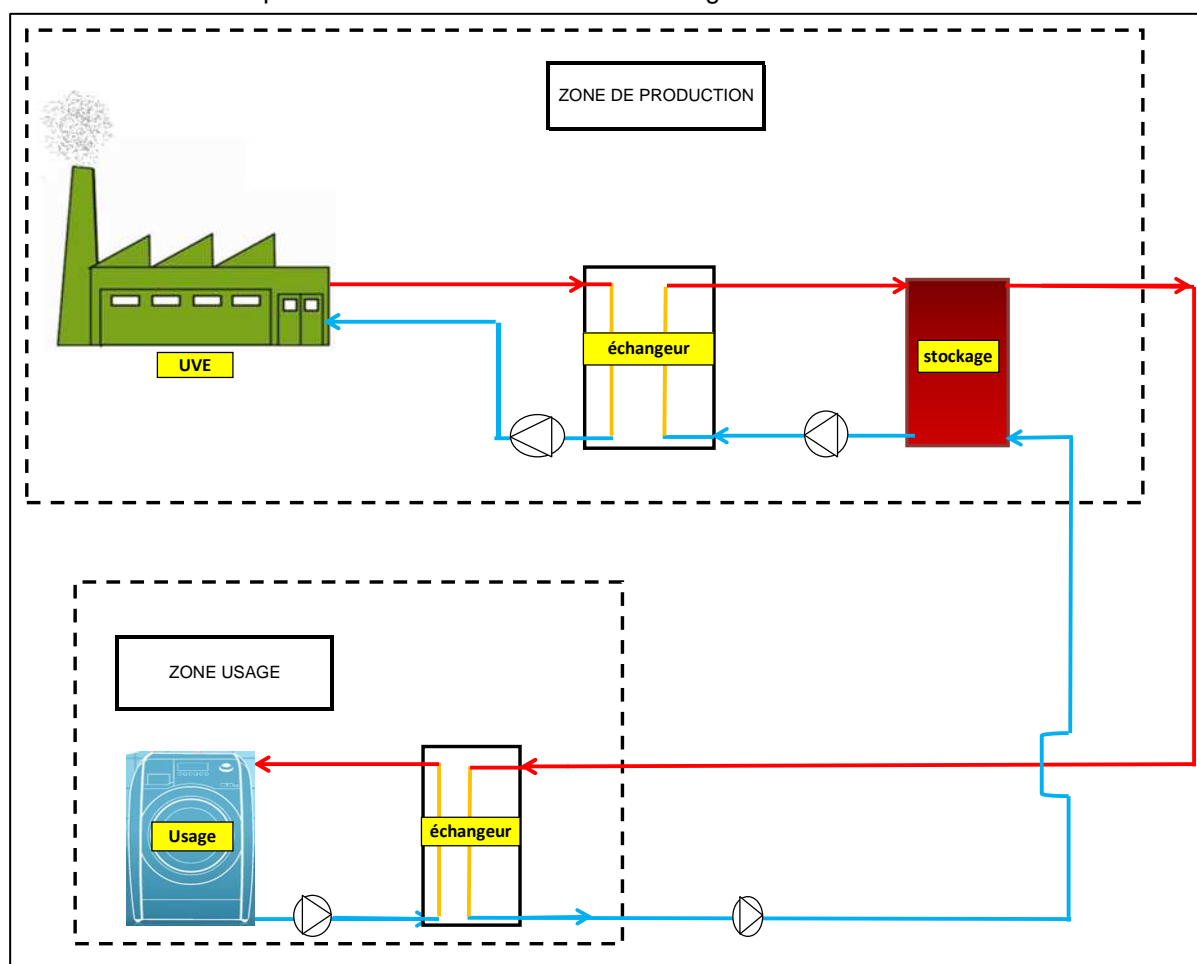 ZONE DE PRODUCTION
échangeur
stockage
UVE
ZONE USAGE
Usage
échangeur